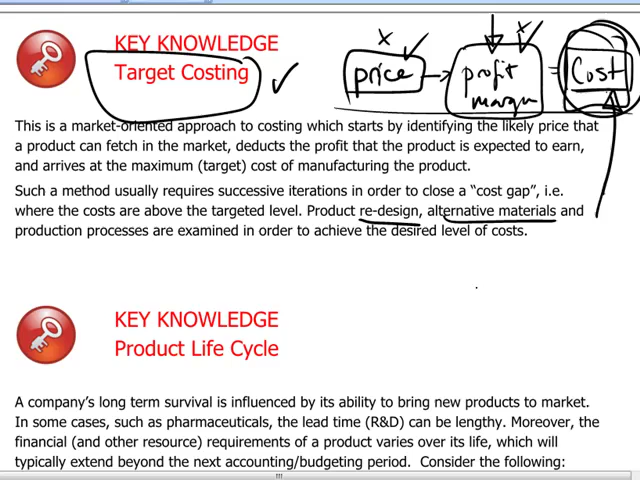 KEY KNOWLEDGE
Target Costing
price
profit
margin
= Cost
This is a market-oriented approach to costing which starts by identifying the likely price that
a product can fetch in the market, deducts the profit that the product is expected to earn,
and arrives at the maximum (target) cost of manufacturing the product.
Such a method usually requires successive iterations in order to close a “cost gap”, i.e.
where the costs are above the targeted level. Product re-design, alternative materials and
production processes are examined in order to achieve the desired level of costs.
KEY KNOWLEDGE
Product Life Cycle
A company’s long term survival is influenced by its ability to bring new products to market.
In some cases, such as pharmaceuticals, the lead time (R&D) can be lengthy. Moreover, the
financial (and other resource) requirements of a product varies over its life, which will
typically extend beyond the next accounting/budgeting period. Consider the following: